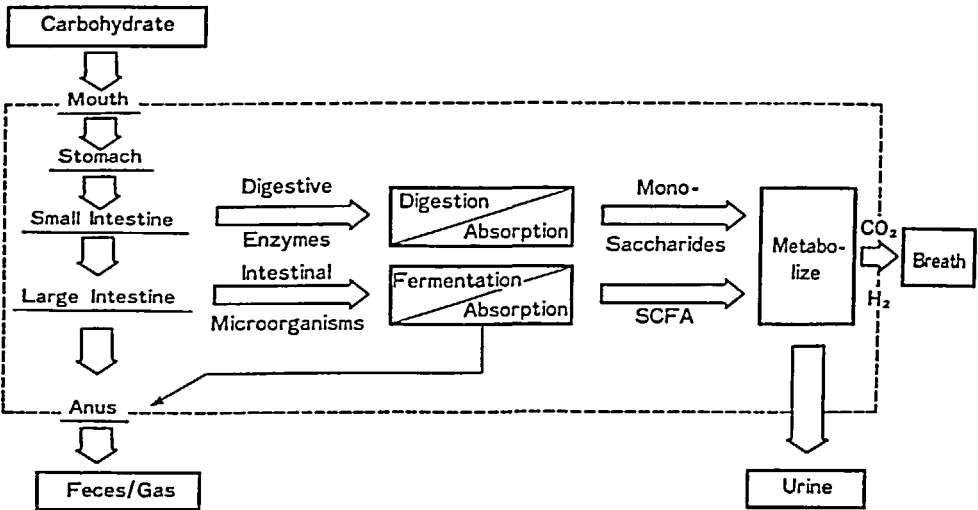 Carbohydrate
Mouth
Stomach
Small Intestine
Large Intestine
Anus
Feces/Gas
Digestive
Enzymes
Digestion
Absorption
Mono-
Saccharides
Intestinal
Microorganisms
Fermentation
Absorption
SCFA
Metabo-
lize
CO₂
H₂
Breath
Urine